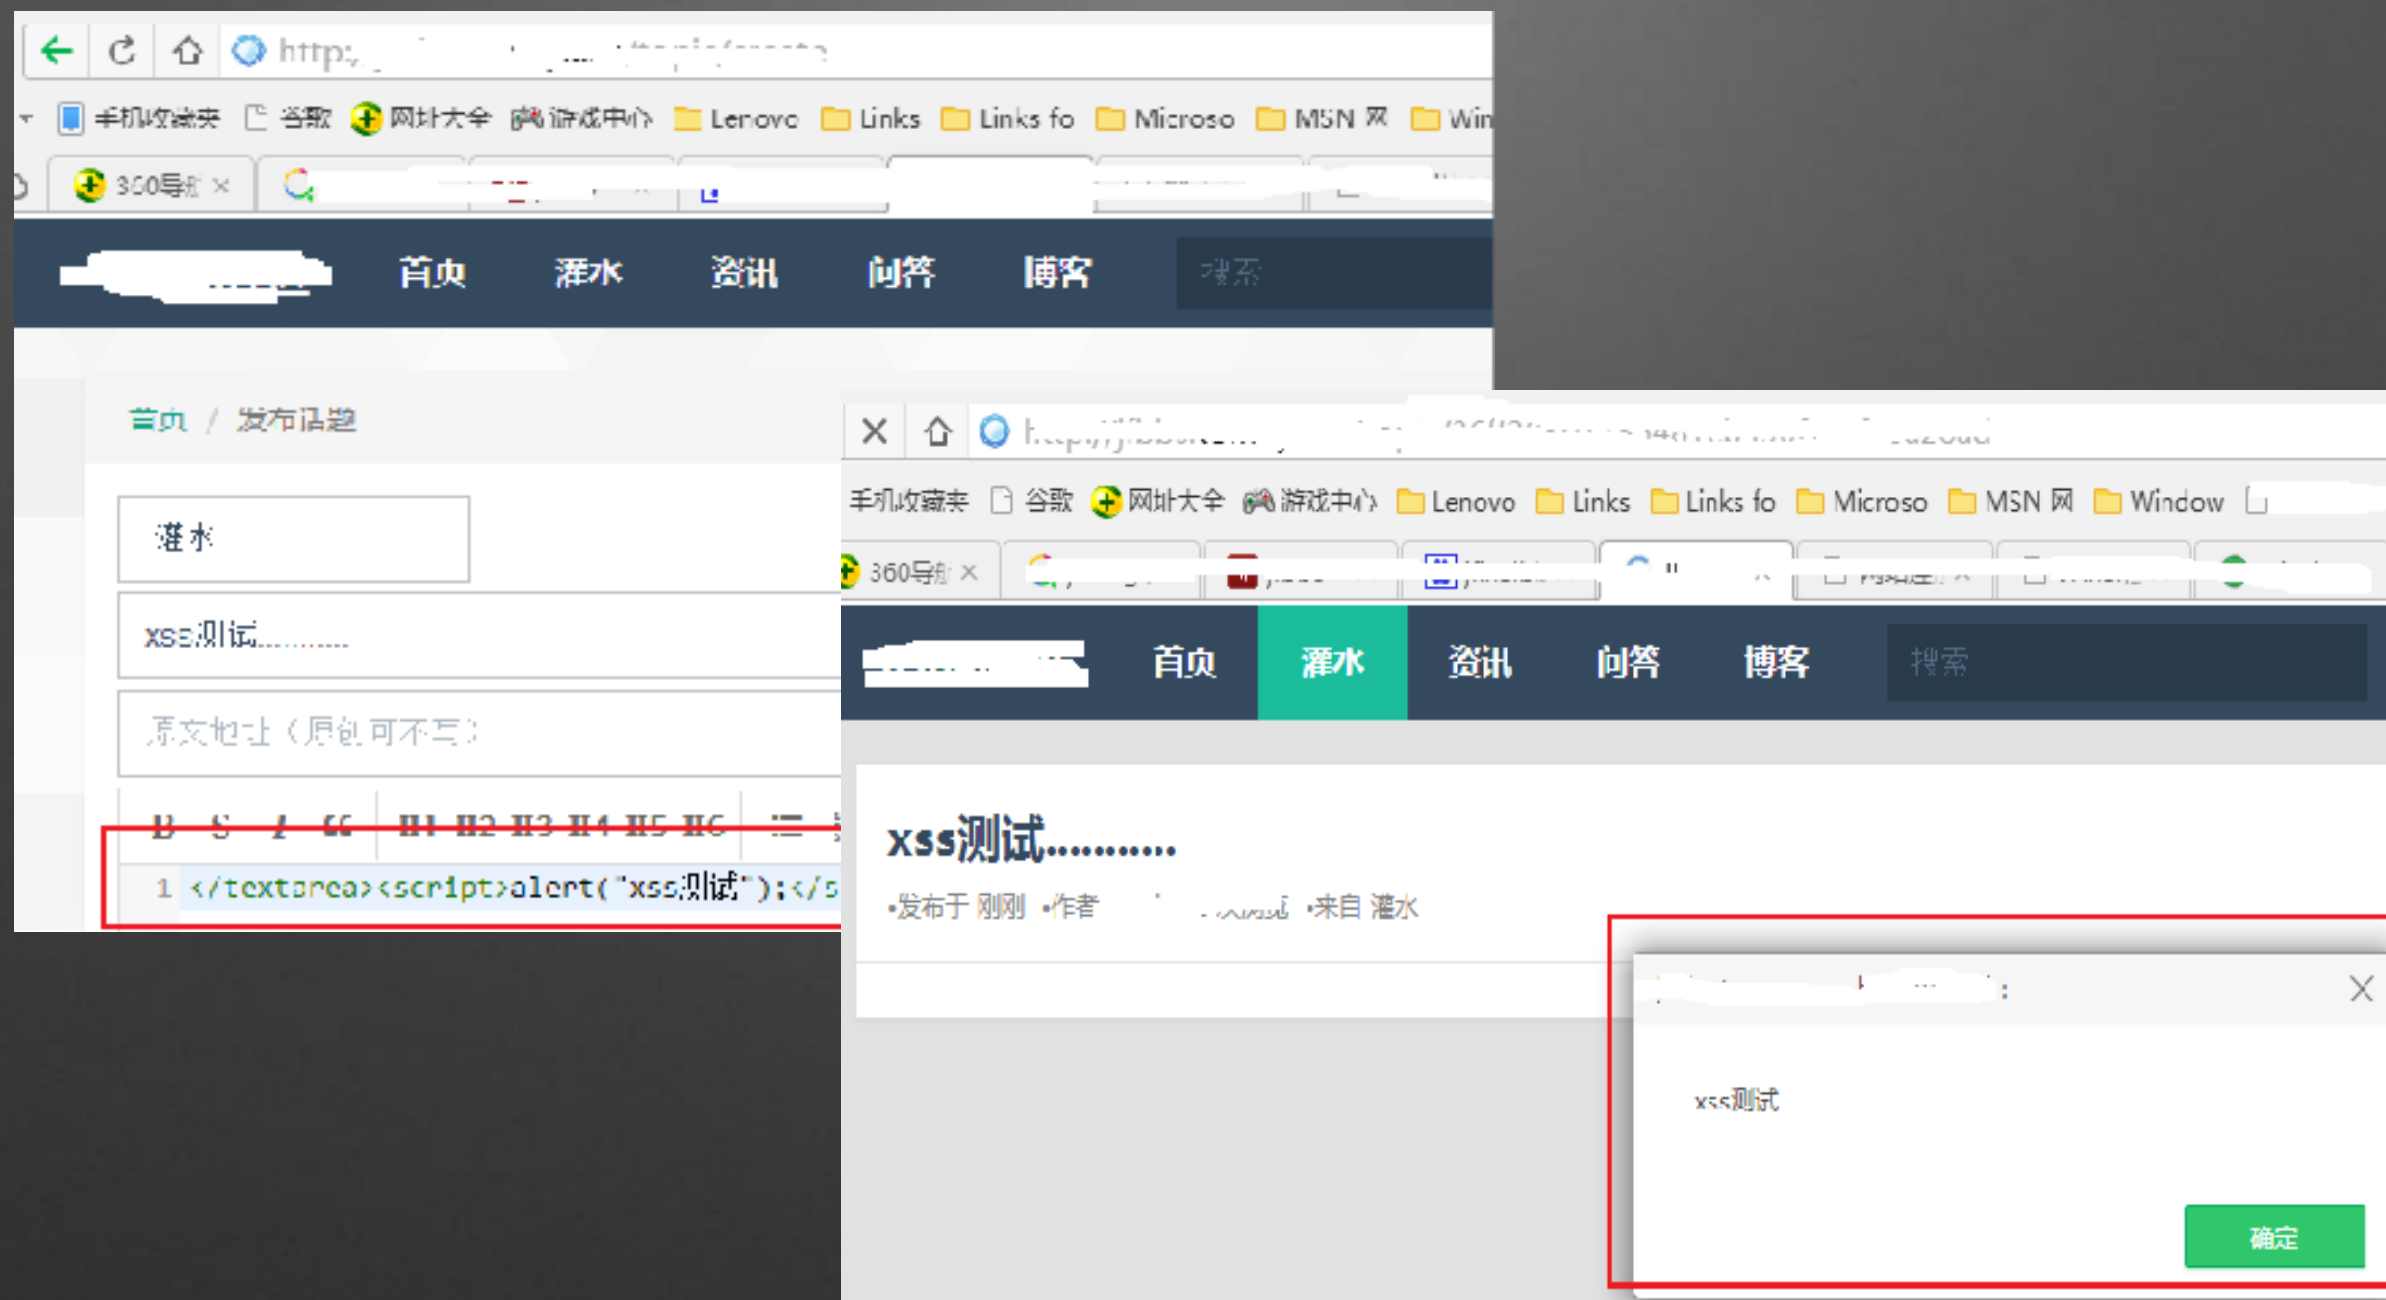 手机收藏夹 谷歌 网址大全 游戏中心 Lenovo Links Links fo Microso MSN 网 Win
360导航
首页 灌水 资讯 问答 博客 搜索
首页 / 发布话题
灌水
xss测试...........
原文地址（原创可不写）
B S I “ H1 H2 H3 H4 H5 H6
1 </textarea><script>alert("xss测试");</s
手机收藏夹 谷歌 网址大全 游戏中心 Lenovo Links Links fo Microso MSN 网 Window
360导航
首页 灌水 资讯 问答 博客 搜索
xss测试...........
•发布于 刚刚 •作者 •来自 灌水
xss测试
确定